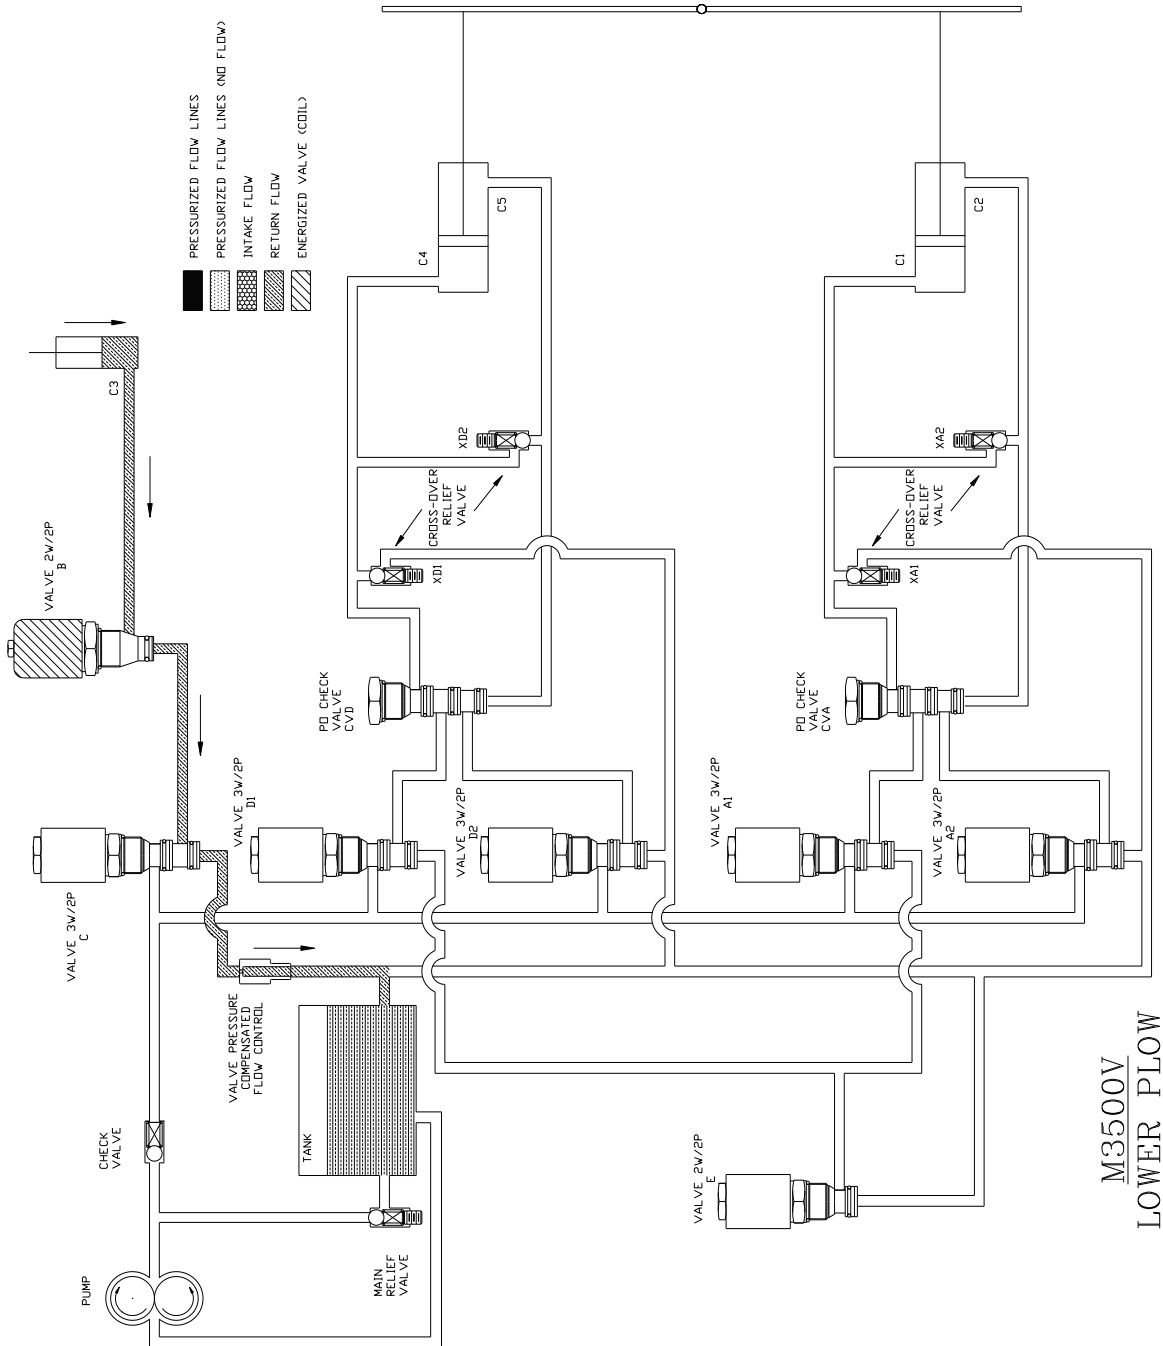 PRESSURIZED FLOW LINES
PRESSURIZED FLOW LINES (NO FLOW)
INTAKE FLOW
RETURN FLOW
ENERGIZED VALVE (COIL)
C3
VALVE 2W/2P
B
C4
C5
XD2
CROSS-OVER
RELIEF
VALVE
XD1
PO CHECK
VALVE
CVD
C1
C2
XA2
CROSS-OVER
RELIEF
VALVE
XA1
PO CHECK
VALVE
CVA
VALVE 3W/2P
C
VALVE 3W/2P
D1
VALVE 3W/2P
D2
VALVE 3W/2P
A1
VALVE 3W/2P
A2
VALVE PRESSURE
COMPENSATED
FLOW CONTROL
CHECK
VALVE
TANK
VALVE 2W/2P
E
PUMP
MAIN
RELIEF
VALVE
M3500V
LOWER PLOW